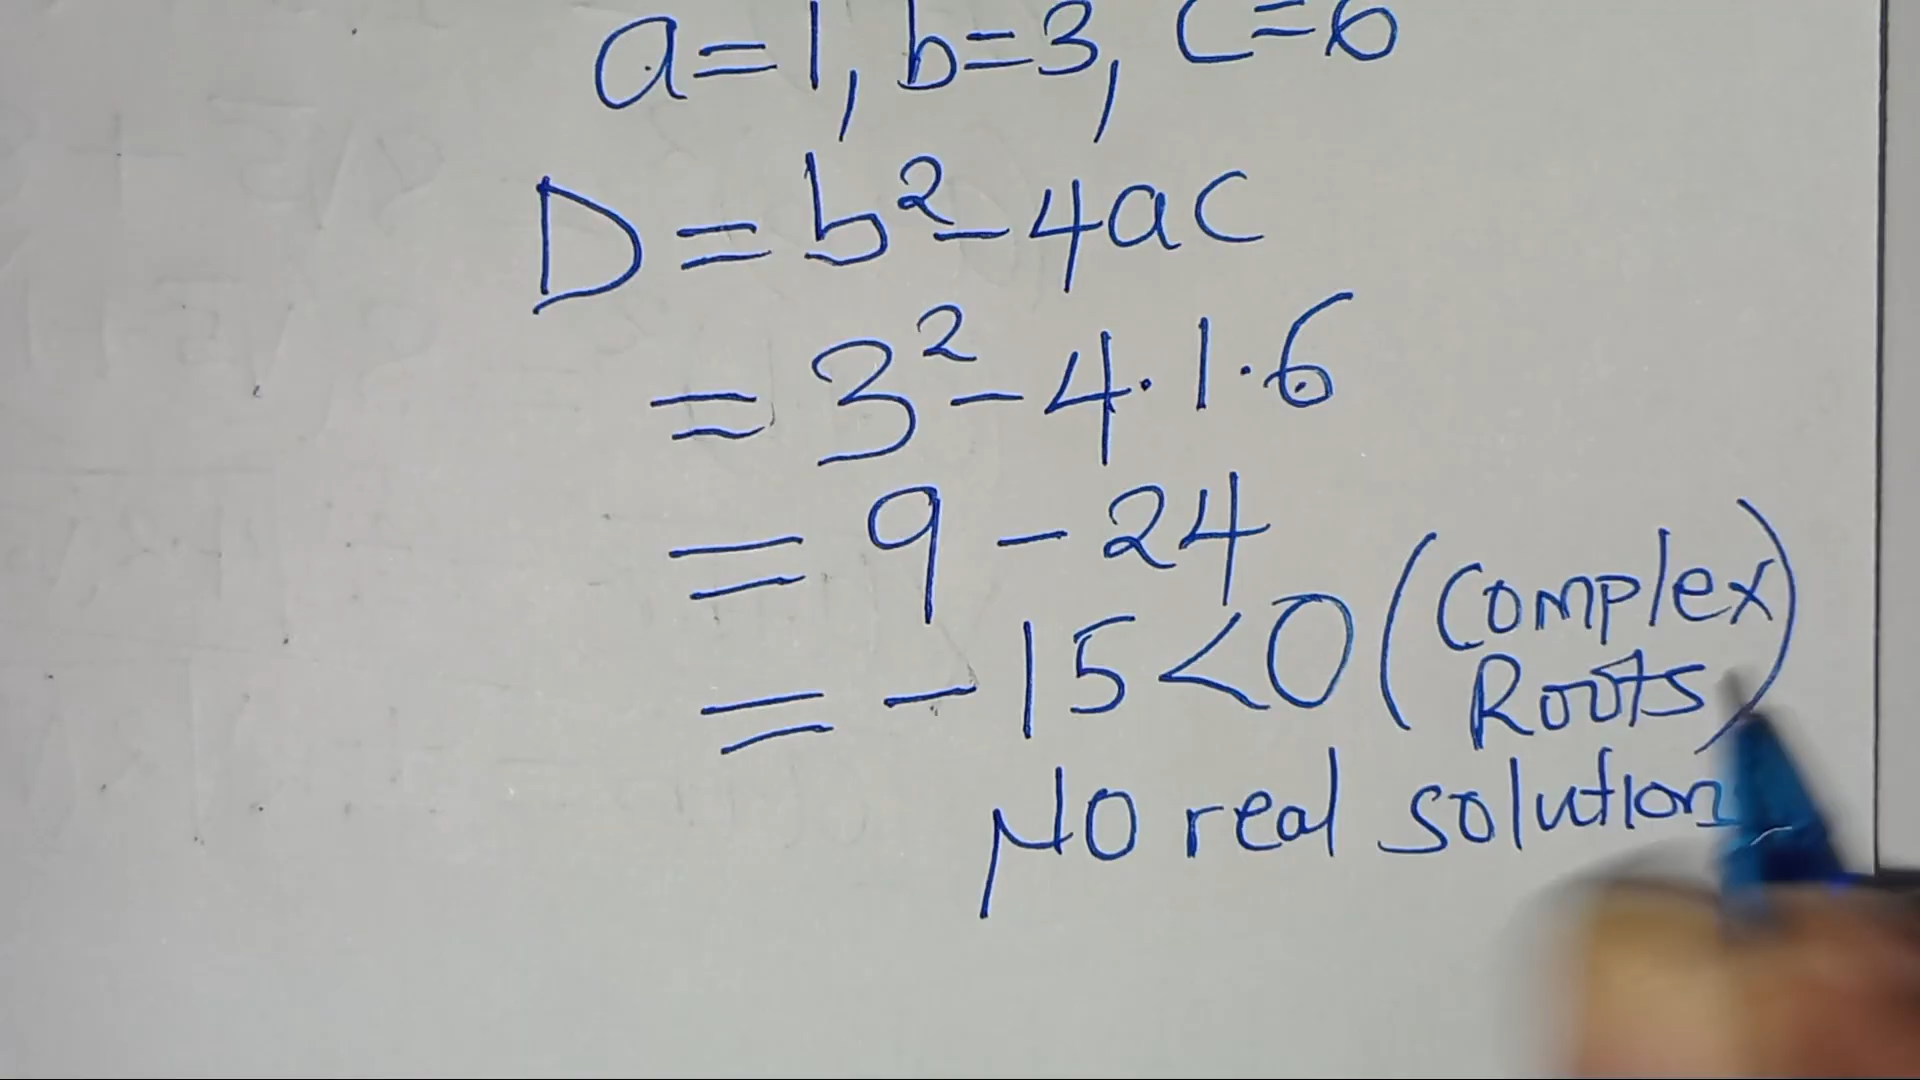 a=1, b=3, c=6
D=b²-4ac
=3²-4·1·6
=9-24
=-15<0 (complex
Roots)
No real solution